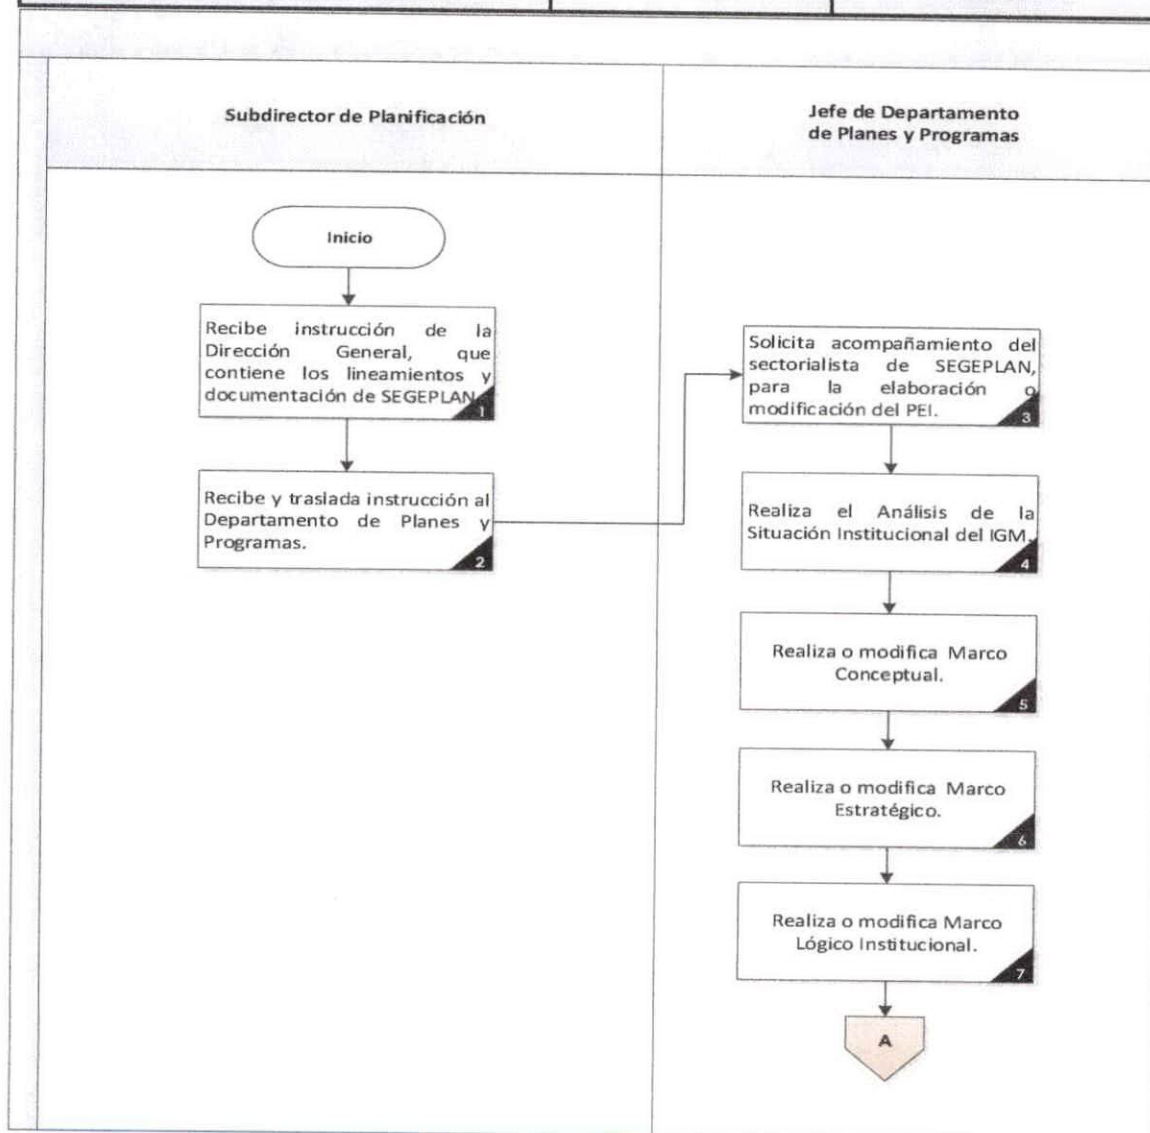 Subdirector de Planificación
Jefe de Departamento
de Planes y Programas
Inicio
Recibe instrucción de la
Dirección General, que
contiene los lineamientos y
documentación de SEGEPLAN.
1
Recibe y traslada instrucción al
Departamento de Planes y
Programas.
2
Solicita acompañamiento del
sectorialista de SEGEPLAN,
para la elaboración o
modificación del PEI.
3
Realiza el Análisis de la
Situación Institucional del IGM.
4
Realiza o modifica Marco
Conceptual.
5
Realiza o modifica Marco
Estratégico.
6
Realiza o modifica Marco
Lógico Institucional.
7
A